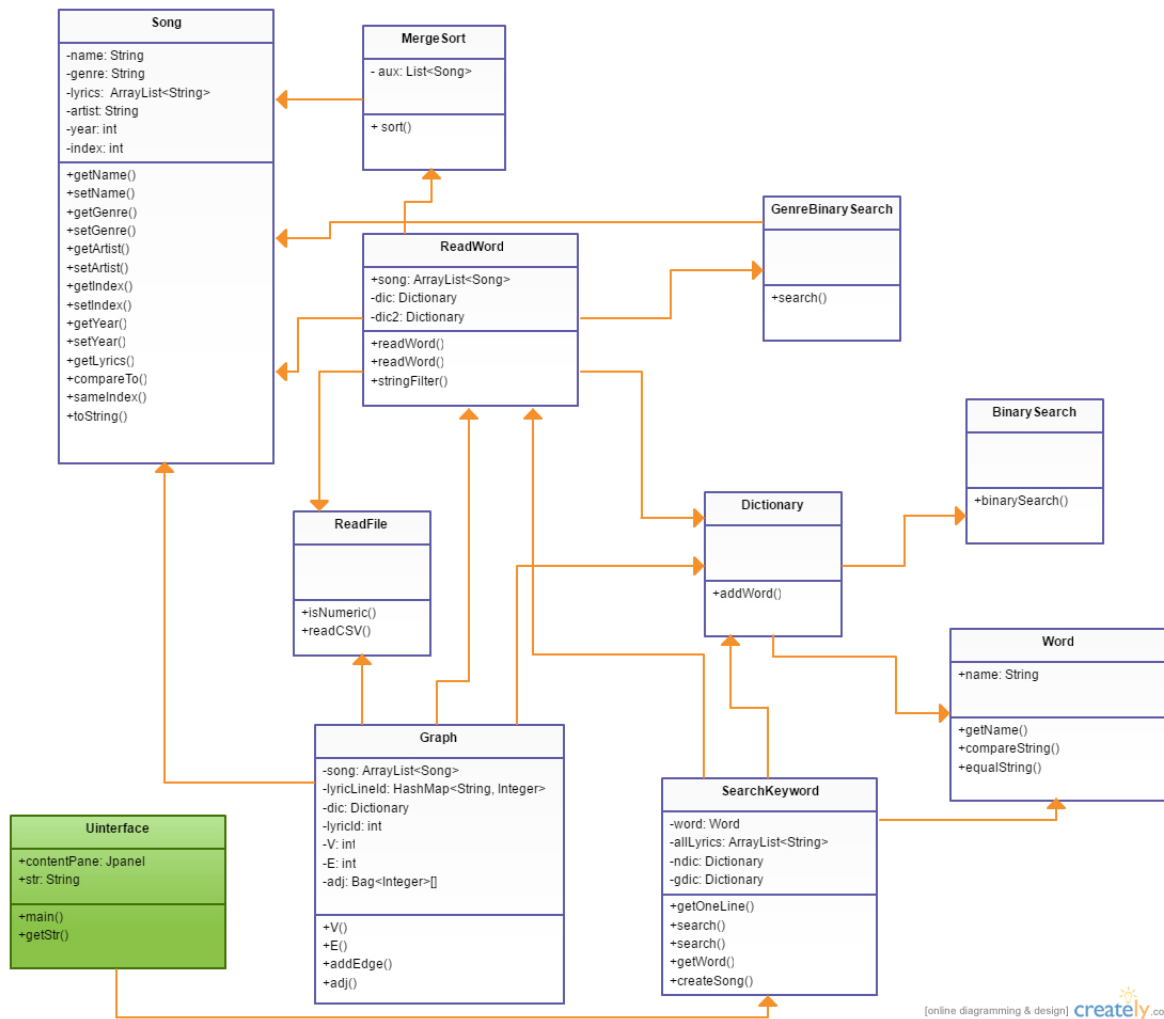 Song
-name: String
-genre: String
-lyrics: ArrayList<String>
-artist: String
-year: int
-index: int
+getName()
+setName()
+getGenre()
+setGenre()
+getArtist()
+setArtist()
+getIndex()
+setIndex()
+getYear()
+setYear()
+getLyrics()
+compareTo()
+sameIndex()
+toString()
MergeSort
- aux: List<Song>
+ sort()
GenreBinarySearch
+search()
ReadWord
+song: ArrayList<Song>
-dic: Dictionary
-dic2: Dictionary
+readWord()
+readWord()
+stringFilter()
BinarySearch
+binarySearch()
Dictionary
+addWord()
ReadFile
+isNumeric()
+readCSV()
Word
+name: String
+getName()
+compareString()
+equalString()
Graph
-song: ArrayList<Song>
-lyricLineId: HashMap<String, Integer>
-dic: Dictionary
-lyricId: int
-V: int
-E: int
-adj: Bag<Integer>[]
+V()
+E()
+addEdge()
+adj()
SearchKeyword
-word: Word
-allLyrics: ArrayList<String>
-ndic: Dictionary
-gdic: Dictionary
+getOneLine()
+search()
+search()
+getWord()
+createSong()
Uinterface
+contentPane: Jpanel
+str: String
+main()
+getStr()
[online diagramming & design] creately.co